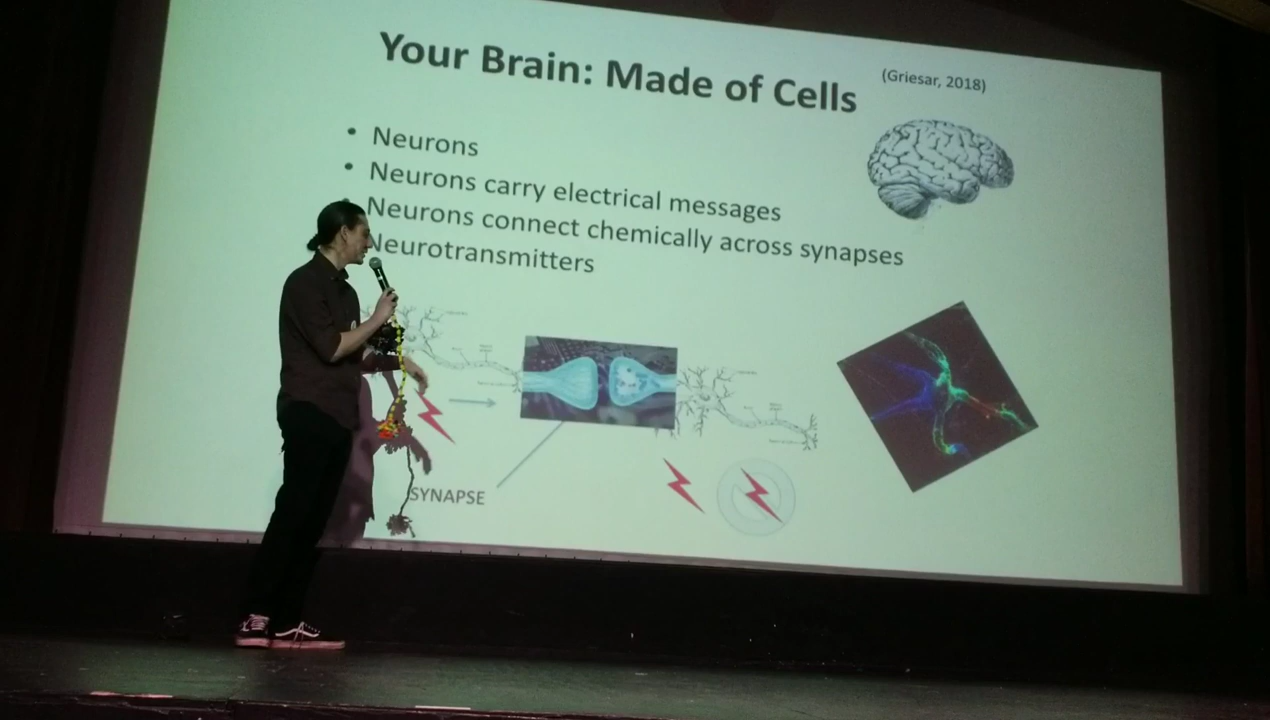 Your Brain: Made of Cells
(Griesar, 2018)
• Neurons
• Neurons carry electrical messages
Neurons connect chemically across synapses
Neurotransmitters
SYNAPSE